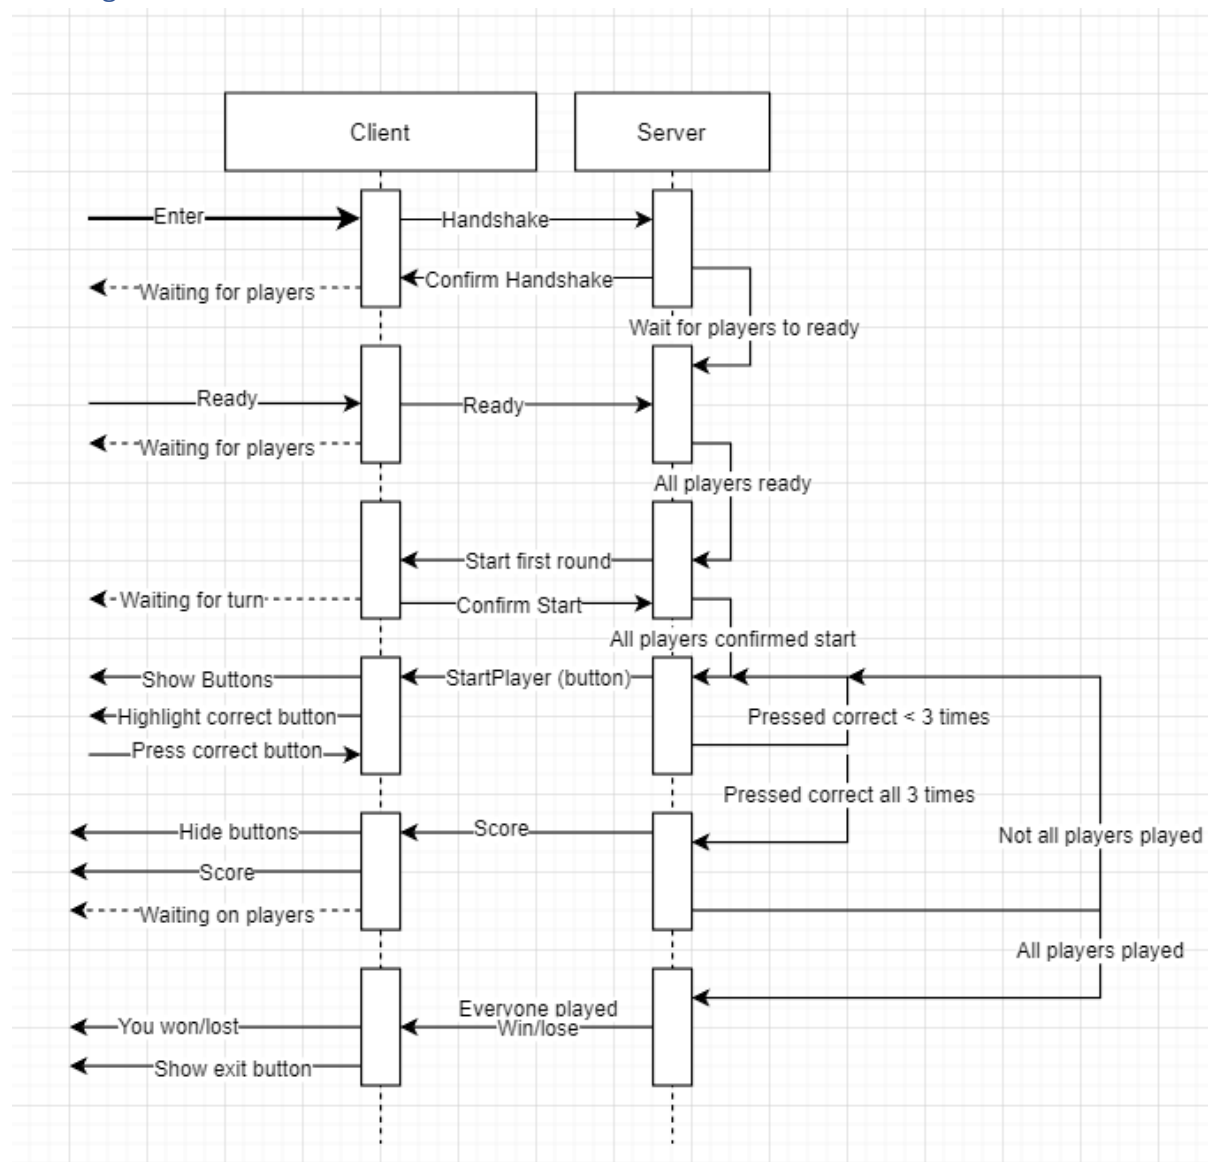 Client
Server
Enter
Handshake
Confirm Handshake
Waiting for players
Wait for players to ready
Ready
Ready
Waiting for players
All players ready
Start first round
Waiting for turn
Confirm Start
All players confirmed start
Show Buttons
StartPlayer (button)
Highlight correct button
Pressed correct < 3 times
Press correct button
Pressed correct all 3 times
Hide buttons
Score
Not all players played
Score
Waiting on players
All players played
Everyone played
Win/lose
You won/lost
Show exit button